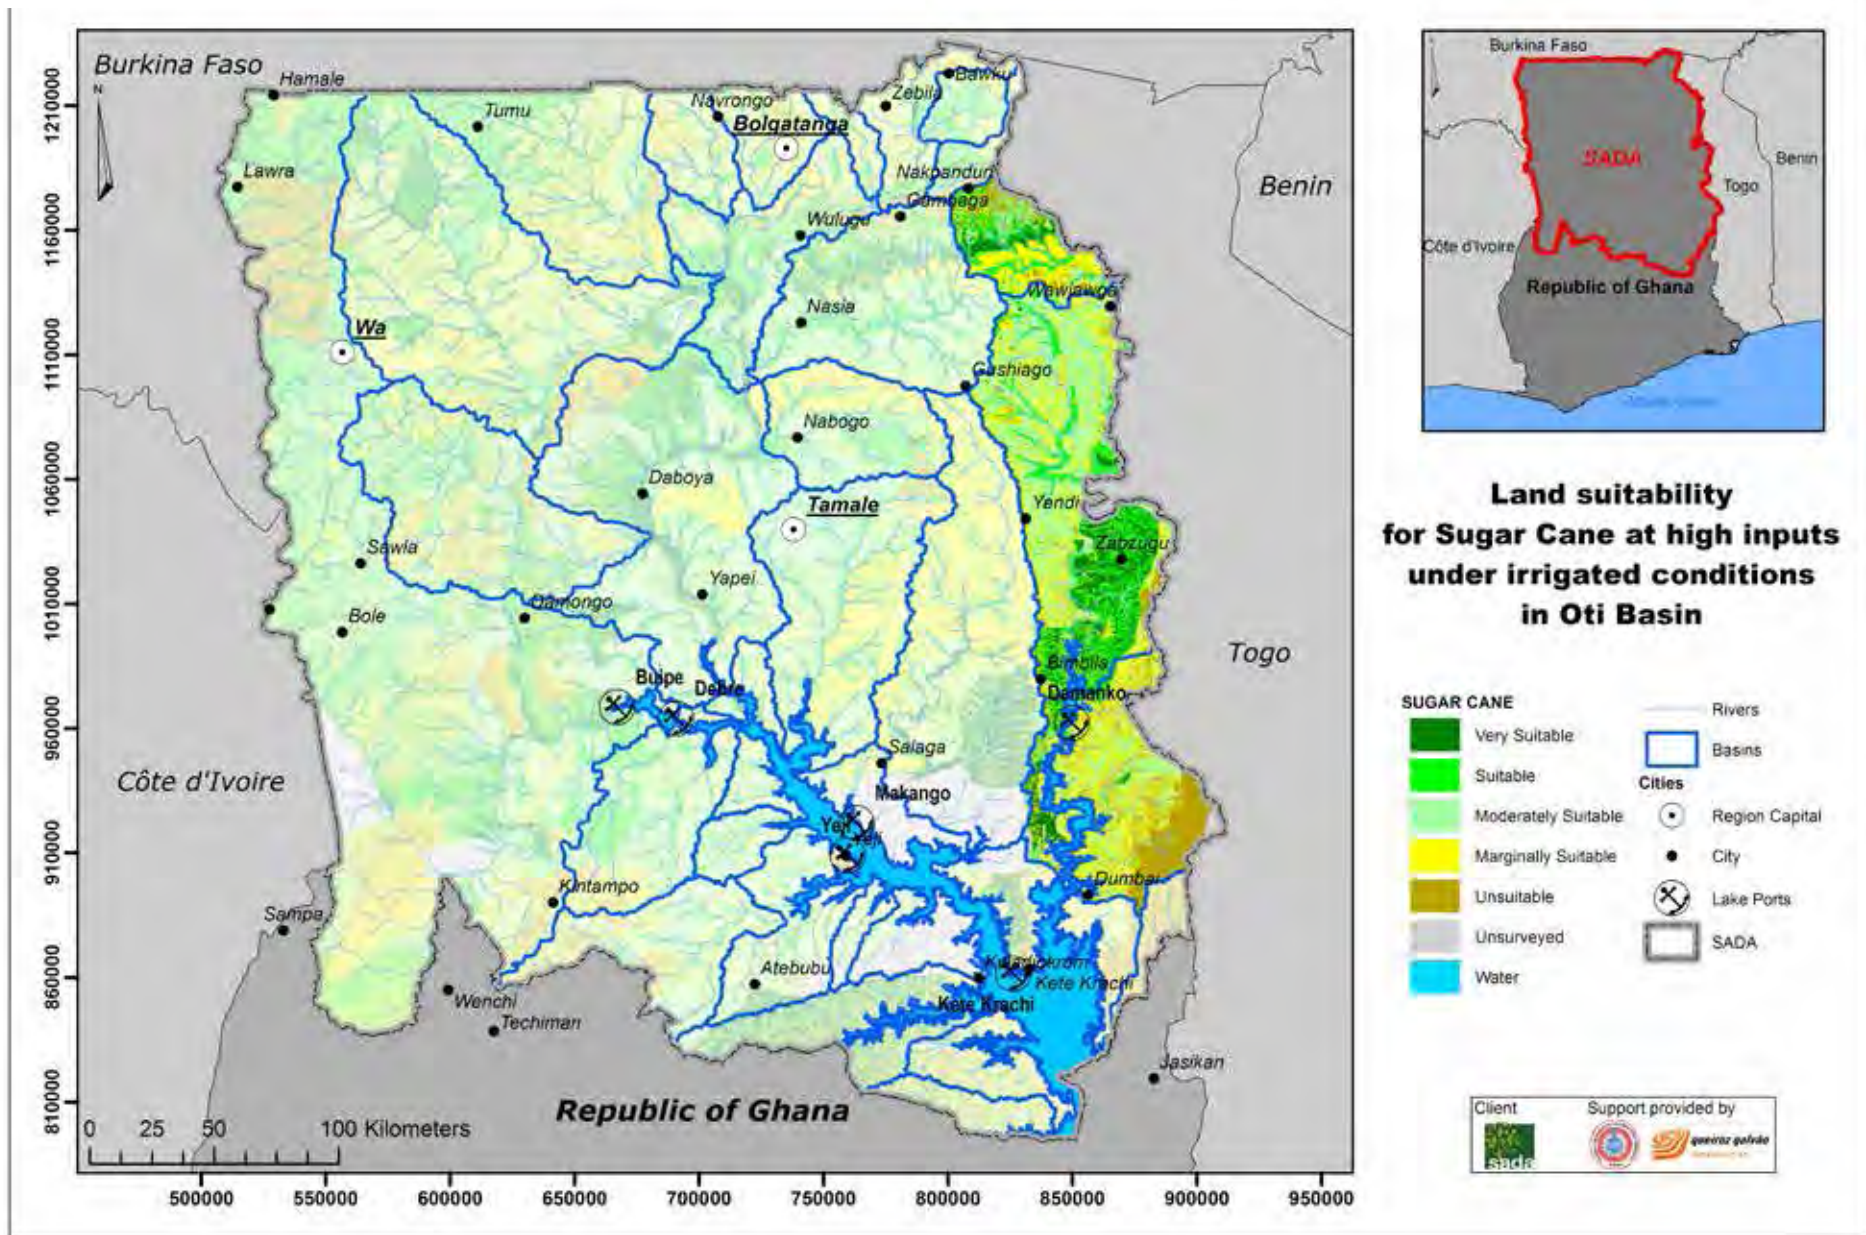 Burkina Faso
N
Hamale
Tumu
Navrongo
Bolgatanga
Zebila
Bawku
Lawra
Nakpanduri
Gambaga
Wulugu
Benin
Wa
Nasia
Wawjawga
Gushiago
Nabogo
Daboya
Tamale
Yendi
Zabzugu
Sawla
Yapei
Bole
Damongo
Bimbila
Togo
Buipe
Debre
Damanko
Côte d'Ivoire
Salaga
Makango
Yeji
Yeji
Kintampo
Dumbai
Sampa
Atebubu
Kete Krachi
Kete Krachi
Wenchi
Techiman
Jasikan
Republic of Ghana
0 25 50 100 Kilometers
1210000
1160000
1110000
1060000
1010000
960000
910000
860000
810000
500000 550000 600000 650000 700000 750000 800000 850000 900000 950000
Burkina Faso
SADA
Benin
Togo
Côte d'Ivoire
Republic of Ghana
Land suitability
for Sugar Cane at high inputs
under irrigated conditions
in Oti Basin
SUGAR CANE
Very Suitable
Suitable
Moderately Suitable
Marginally Suitable
Unsuitable
Unsurveyed
Water
Rivers
Basins
Cities
Region Capital
City
Lake Ports
SADA
Client
sada
Support provided by
queiroz galvão